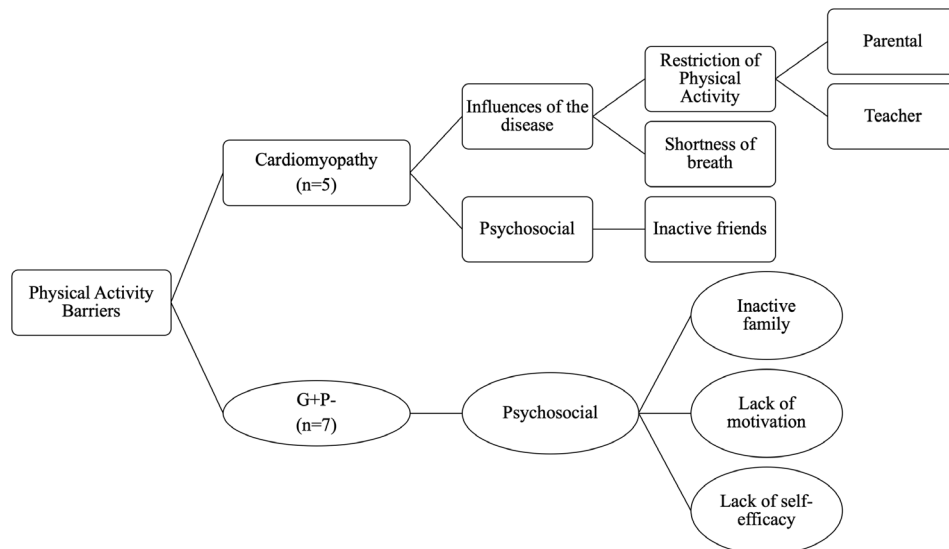 Physical Activity
Barriers
Cardiomyopathy
(n=5)
Influences of the
disease
Restriction of
Physical
Activity
Parental
Teacher
Shortness of
breath
Psychosocial
Inactive friends
G+P-
(n=7)
Psychosocial
Inactive
family
Lack of
motivation
Lack of self-
efficacy